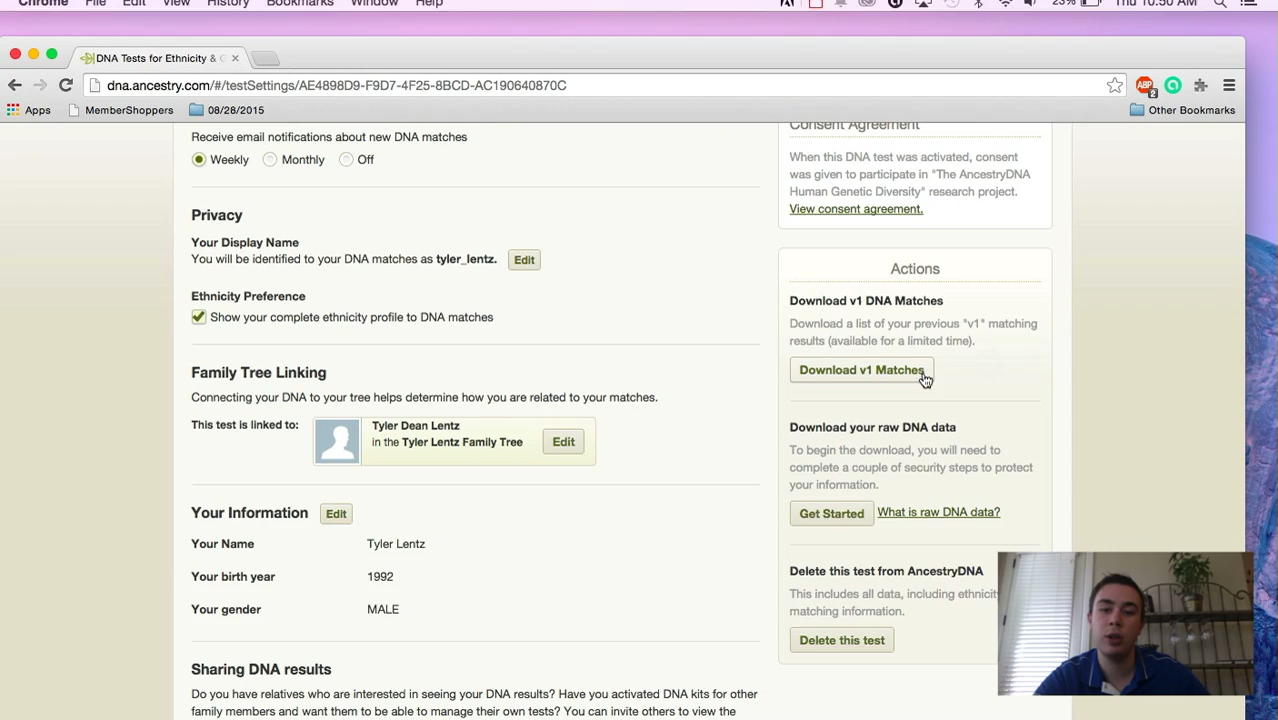 Chrome File Edit View History Bookmarks Window Help 23% Thu 10:50 AM
DNA Tests for Ethnicity & G
dna.ancestry.com/#/testSettings/AE4898D9-F9D7-4F25-8BCD-AC190640870C
ABP
2
Apps MemberShoppers 08/28/2015 Other Bookmarks
Receive email notifications about new DNA matches
Weekly Monthly Off
Privacy
Your Display Name
You will be identified to your DNA matches as tyler_lentz. Edit
Ethnicity Preference
Show your complete ethnicity profile to DNA matches
Family Tree Linking
Connecting your DNA to your tree helps determine how you are related to your matches.
This test is linked to: Tyler Dean Lentz
in the Tyler Lentz Family Tree Edit
Your Information Edit
Your Name Tyler Lentz
Your birth year 1992
Your gender MALE
Sharing DNA results
Do you have relatives who are interested in seeing your DNA results? Have you activated DNA kits for other
family members and want them to be able to manage their own tests? You can invite others to view the
Consent Agreement
When this DNA test was activated, consent
was given to participate in "The AncestryDNA
Human Genetic Diversity" research project.
View consent agreement.
Actions
Download v1 DNA Matches
Download a list of your previous "v1" matching
results (available for a limited time).
Download v1 Matches
Download your raw DNA data
To begin the download, you will need to
complete a couple of security steps to protect
your information.
Get Started What is raw DNA data?
Delete this test from AncestryDNA
This includes all data, including ethnicity
matching information.
Delete this test